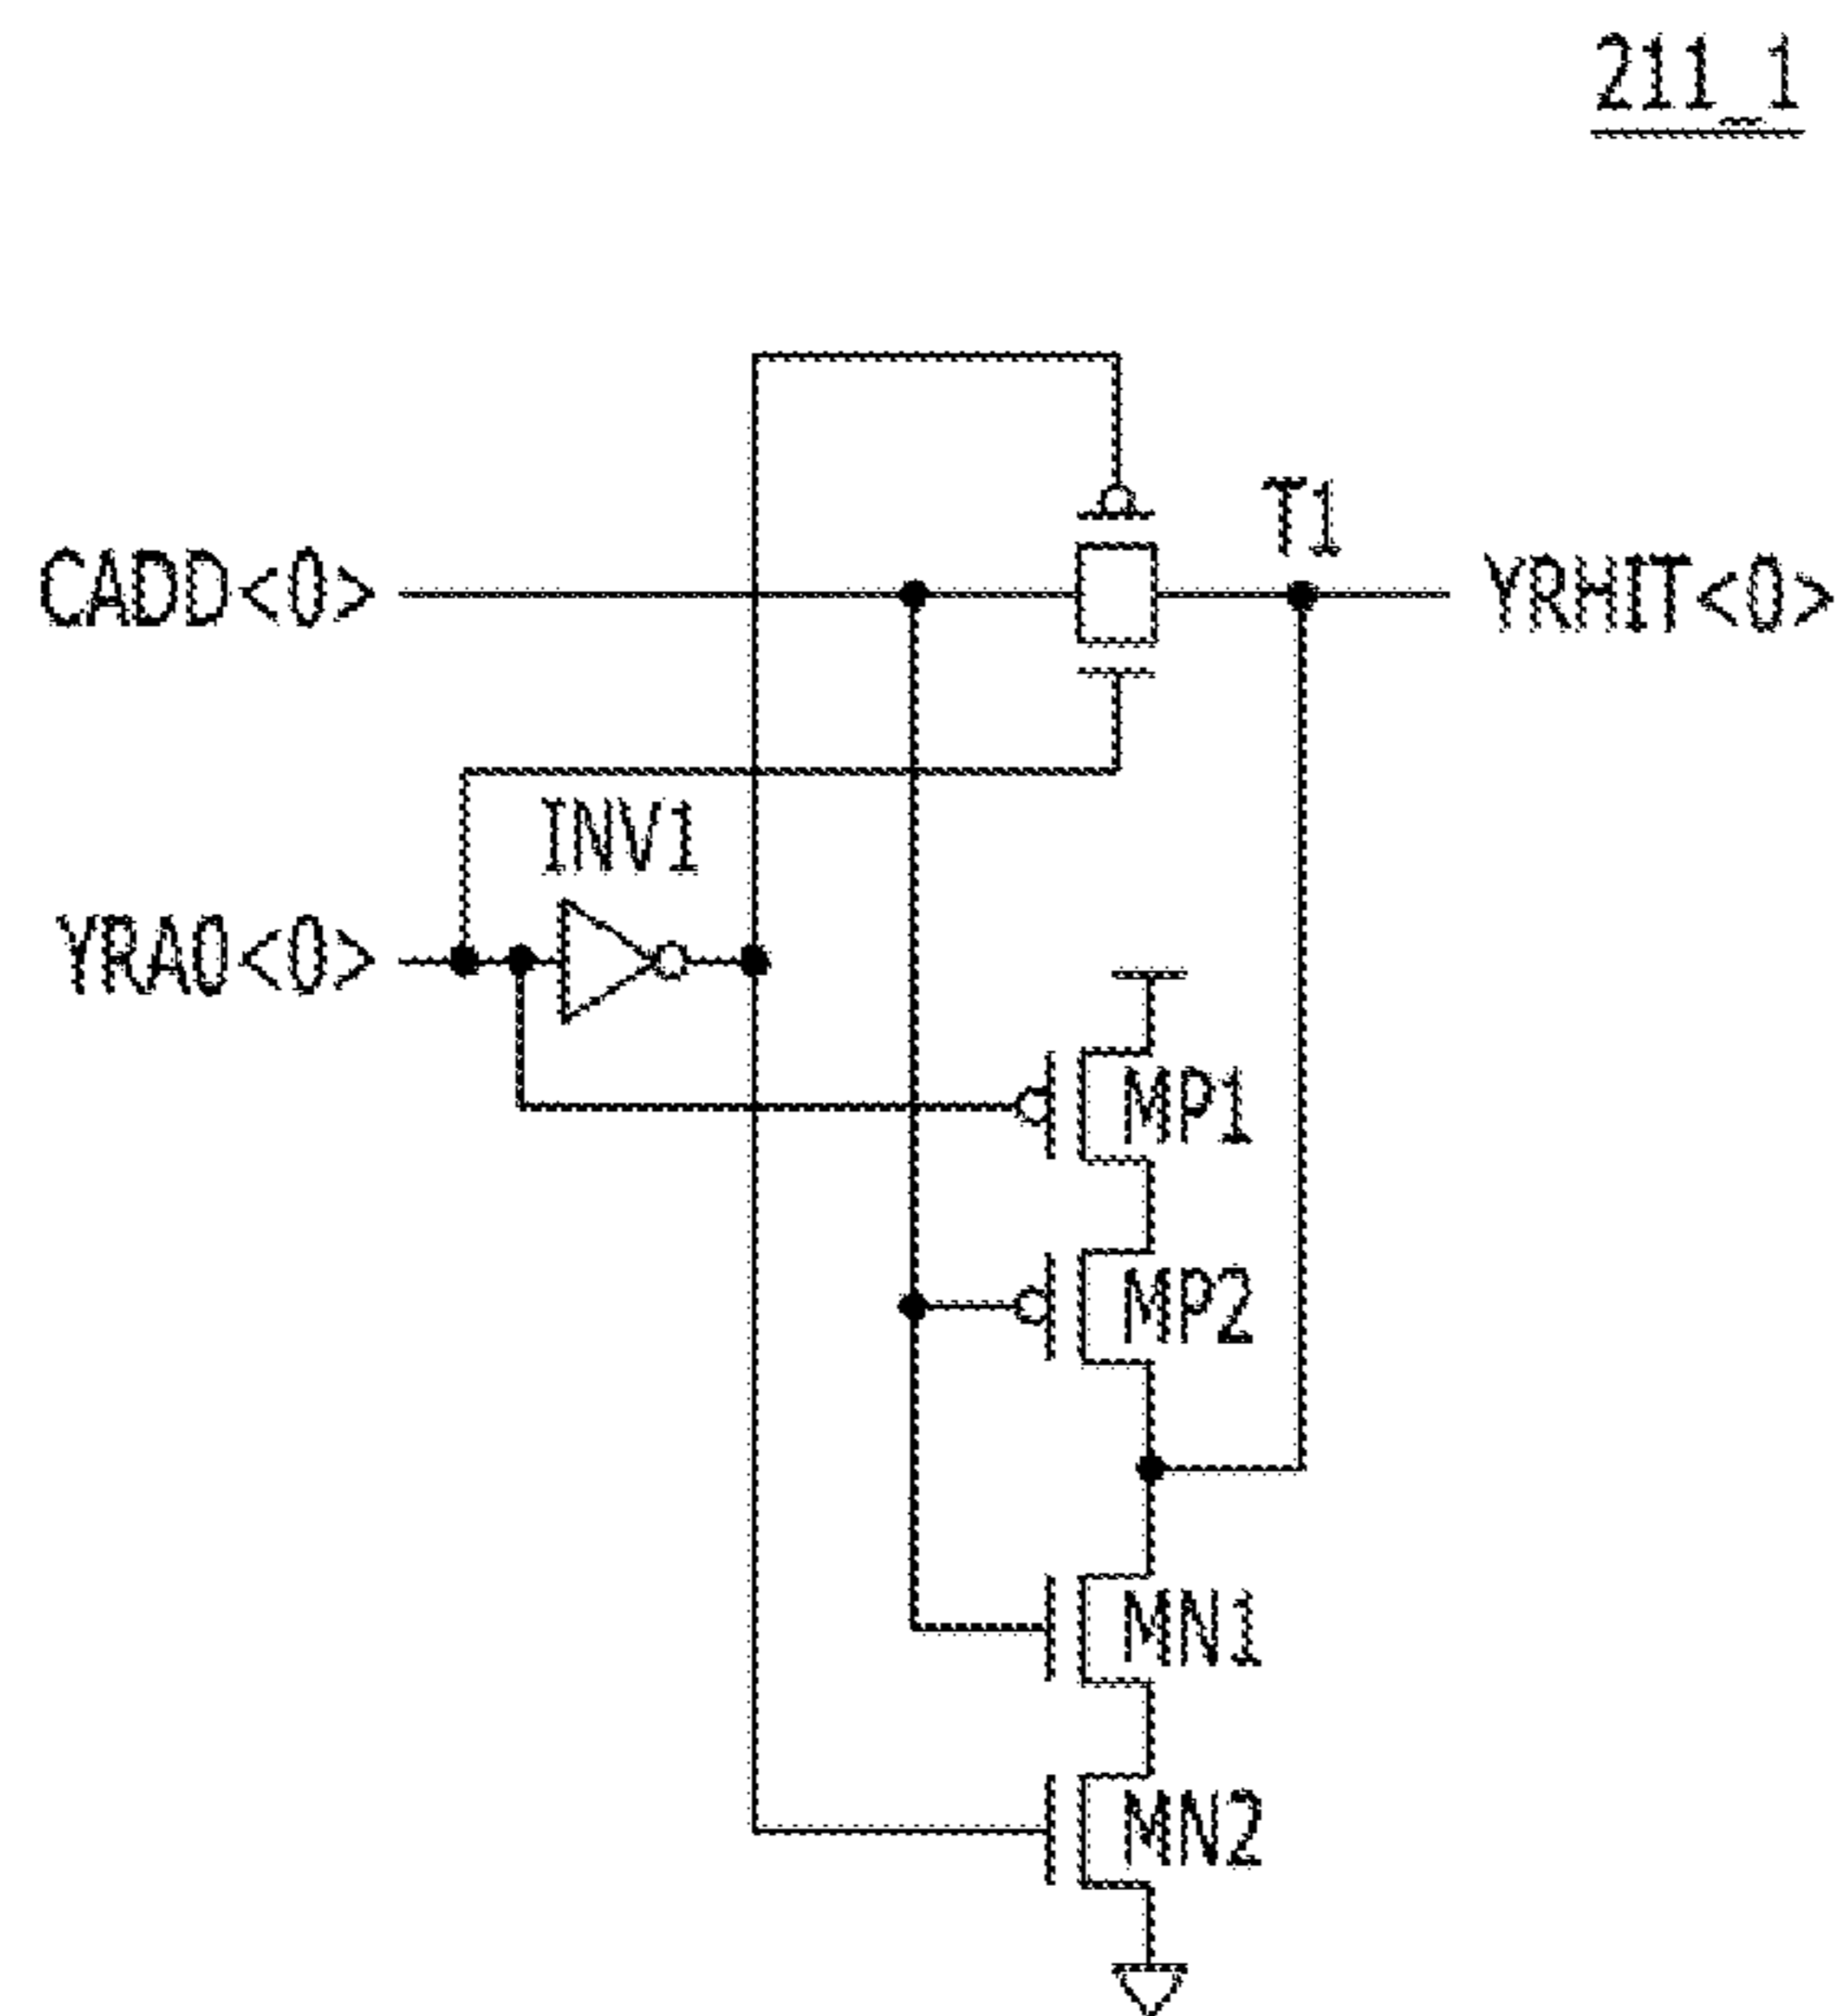 211_1
T1
CADD<0>
YRHIT<0>
INV1
YRA0<0>
MP1
MP2
MN1
MN2